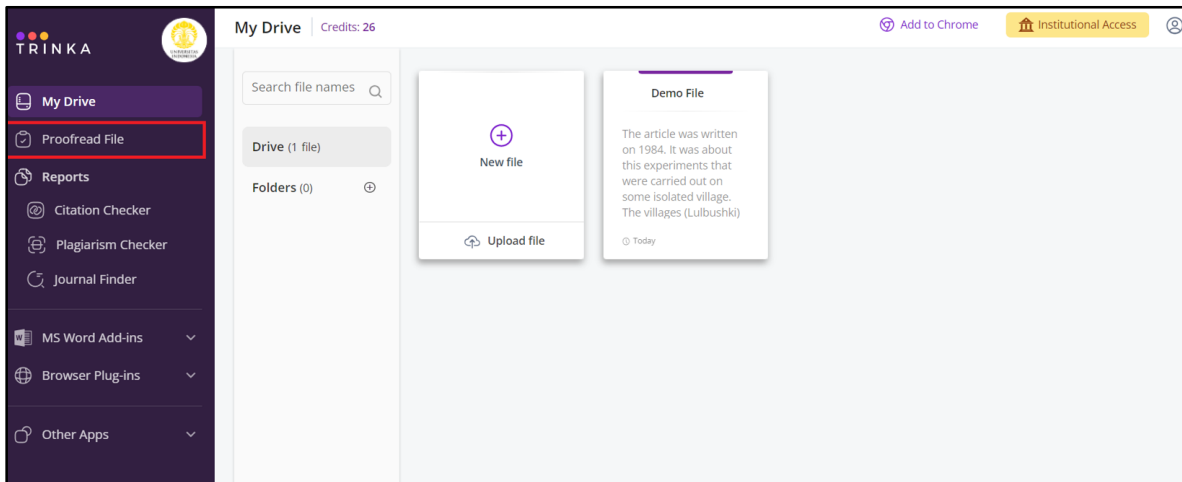 TRINKA
UNIVERSITAS
INDONESIA
My Drive
Proofread File
Reports
Citation Checker
Plagiarism Checker
Journal Finder
MS Word Add-ins
Browser Plug-ins
Other Apps
My Drive Credits: 26
Add to Chrome
Institutional Access
Search file names
Drive (1 file)
Folders (0)
New file
Upload file
Demo File
The article was written
on 1984. It was about
this experiments that
were carried out on
some isolated village.
The villages (Lulbushki)
Today